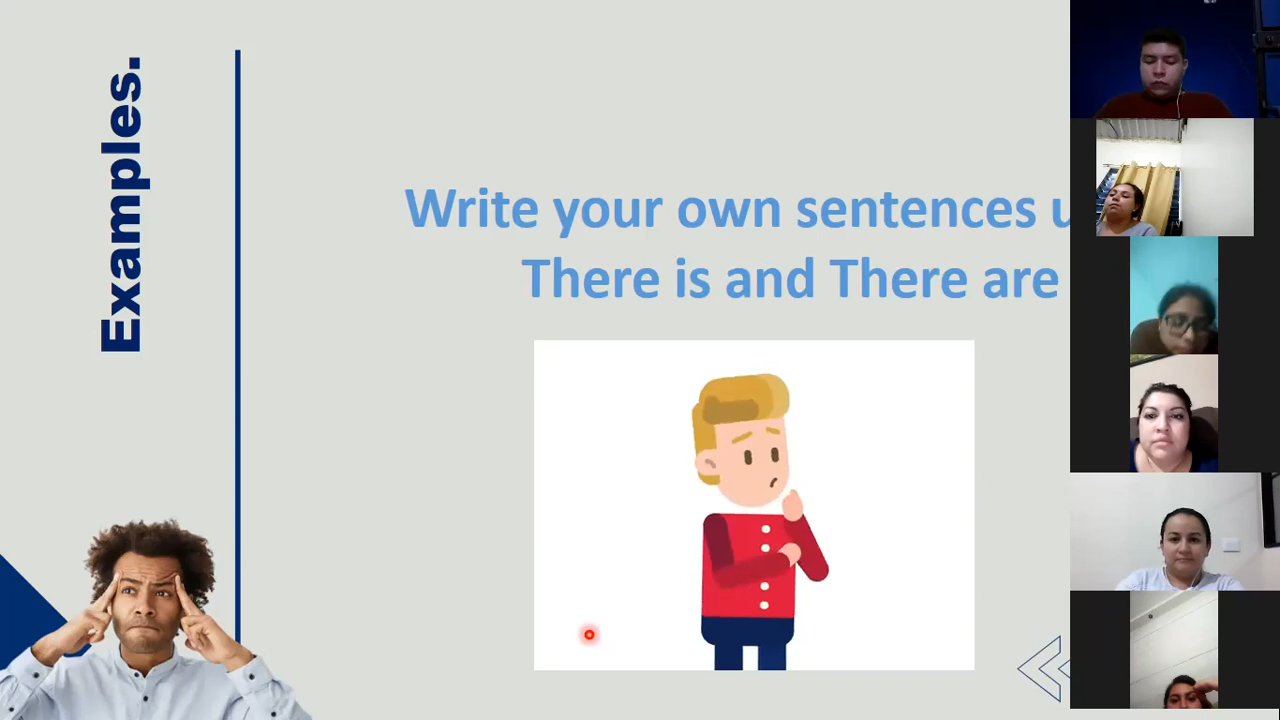 Examples.
Write your own sentences
There is and There are